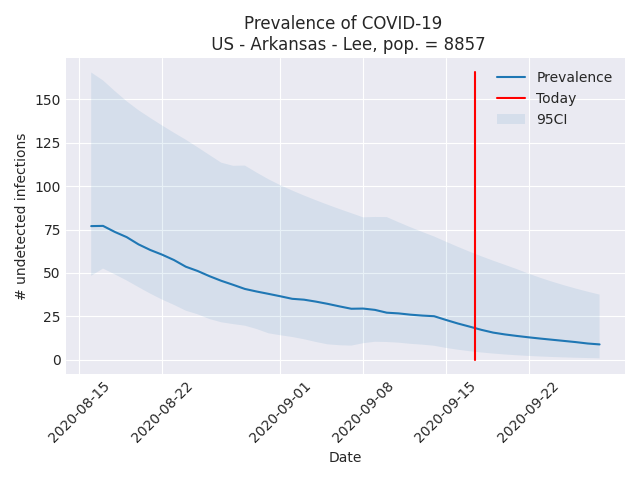 Prevalence of COVID-19
US - Arkansas - Lee, pop. = 8857
Prevalence
Today
95CI
150
125
100
75
50
25
0
# undetected infections
2020-08-15
2020-08-22
2020-09-01
2020-09-08
2020-09-15
2020-09-22
Date